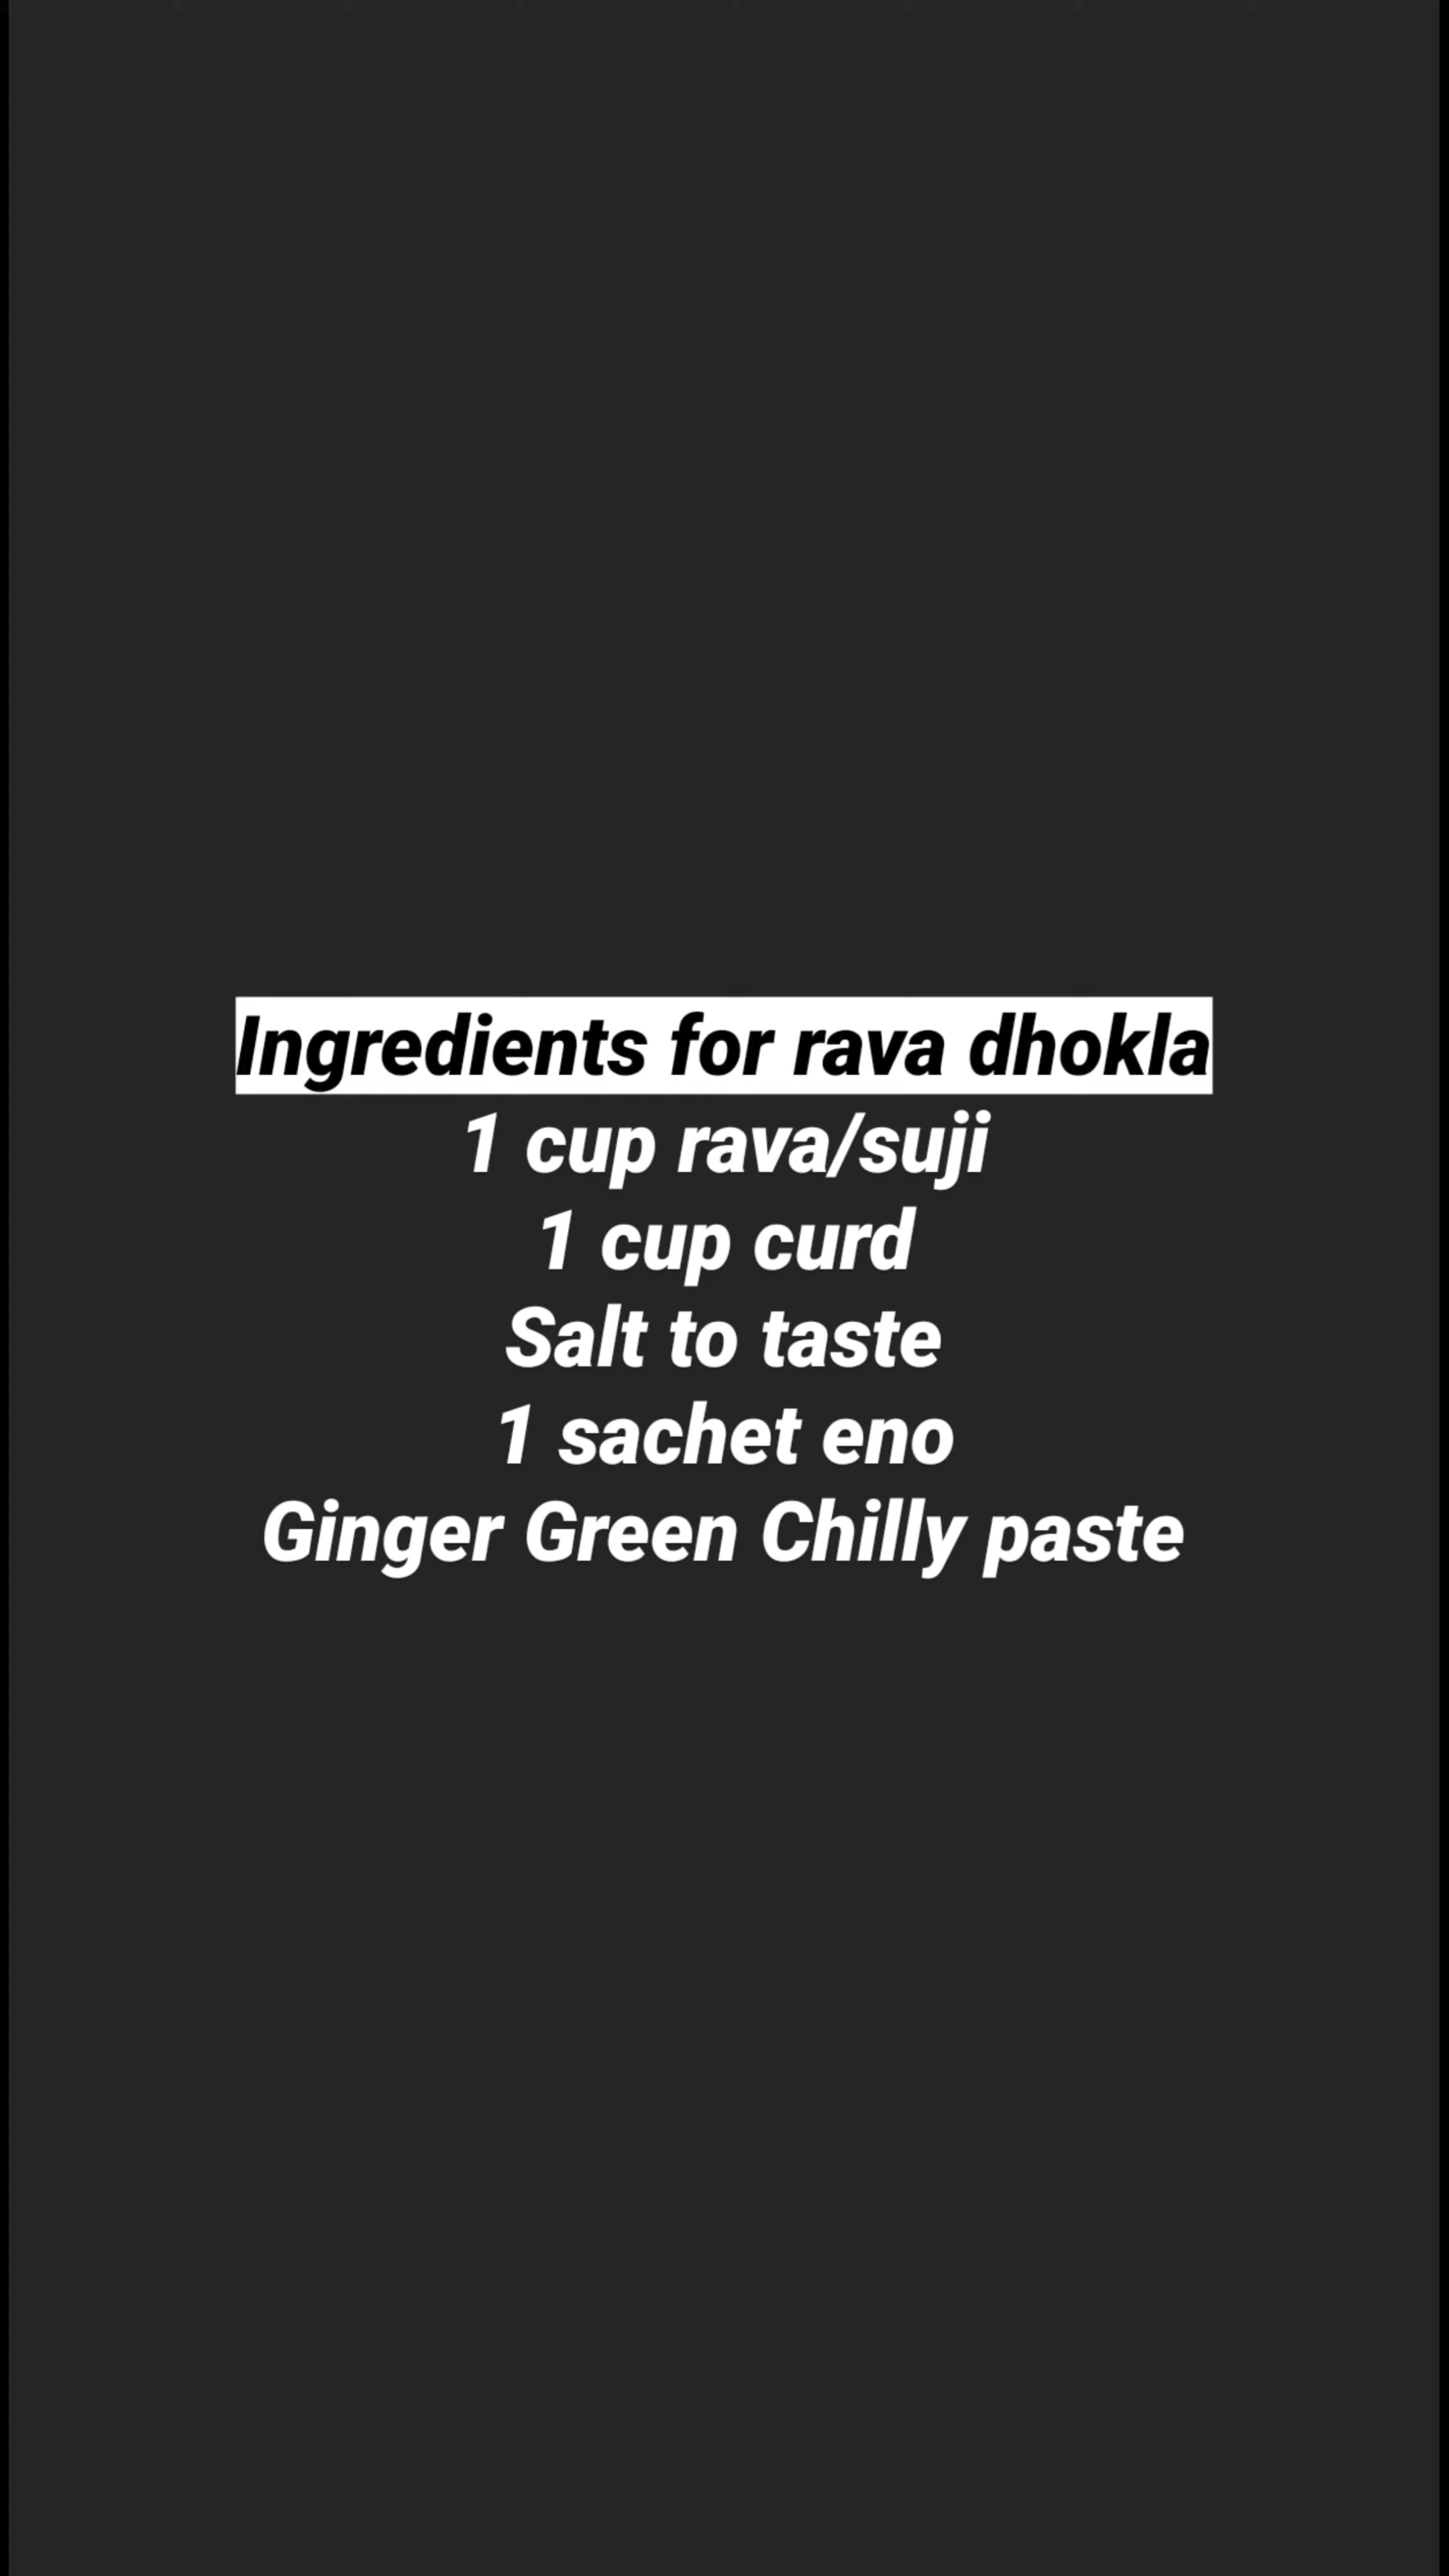 Ingredients for rava dhokla
1 cup rava/suji
1 cup curd
Salt to taste
1 sachet eno
Ginger Green Chilly paste